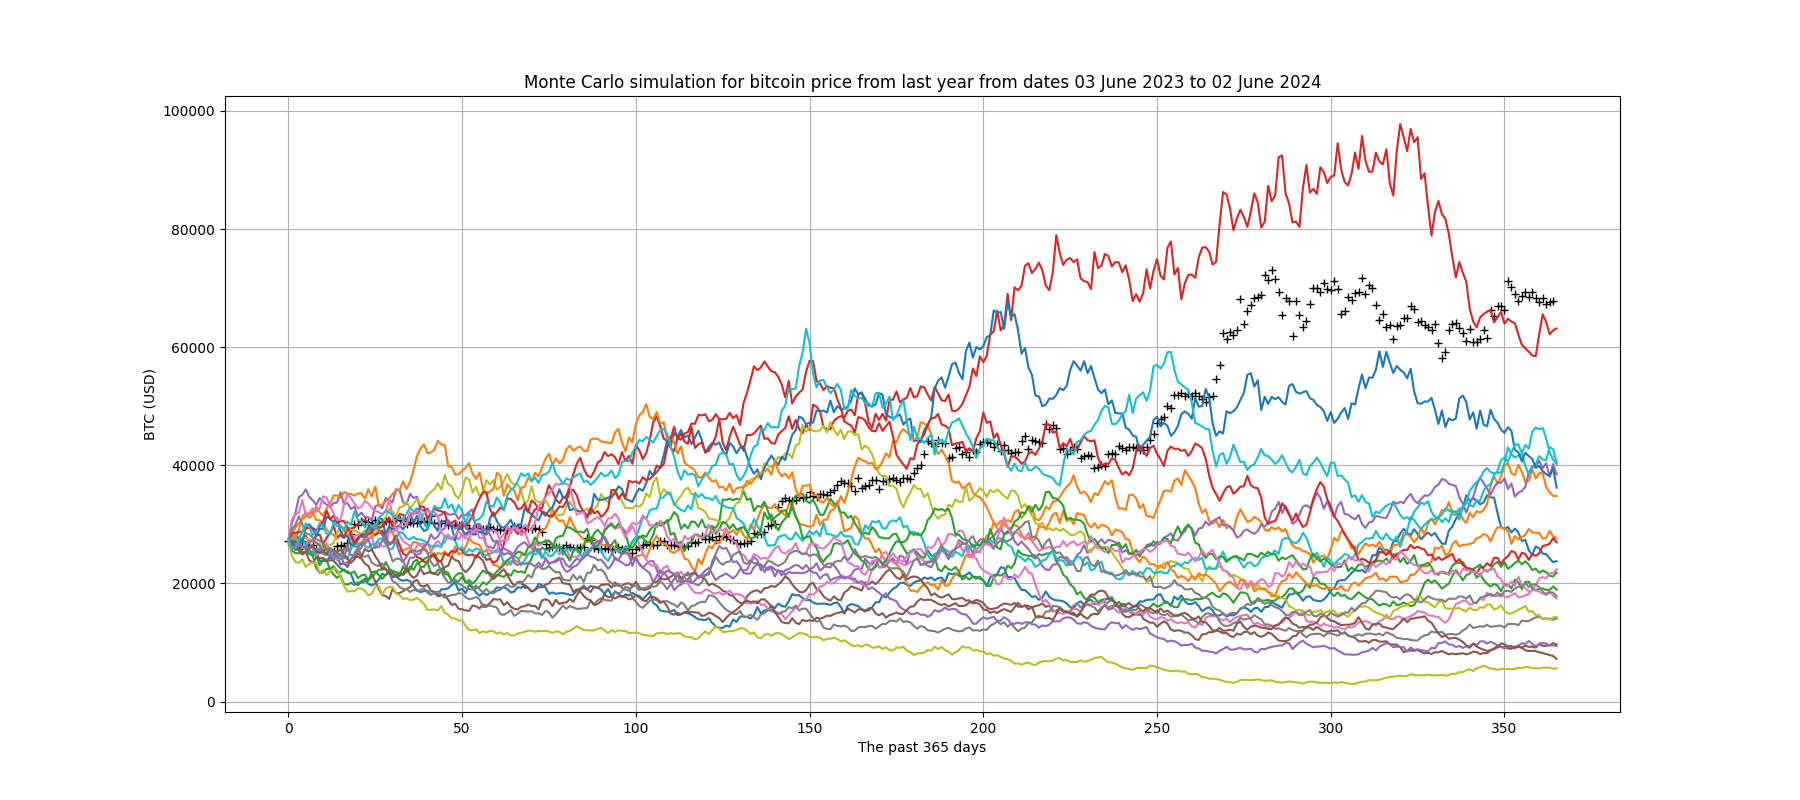 Monte Carlo simulation for bitcoin price from last year from dates 03 June 2023 to 02 June 2024
100000
80000
60000
40000
20000
0
BTC (USD)
0 50 100 150 200 250 300 350
The past 365 days